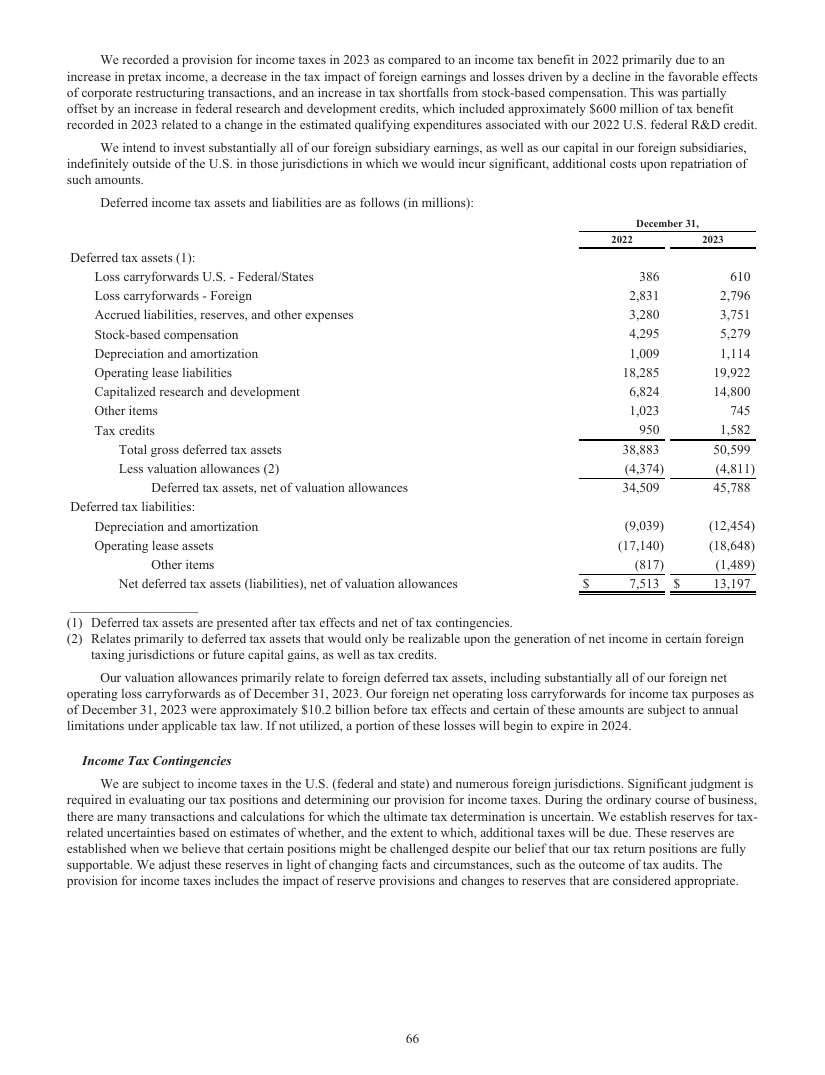 We recorded a provision for income taxes in 2023 as compared to an income tax benefit in 2022 primarily due to an
increase in pretax income, a decrease in the tax impact of foreign earnings and losses driven by a decline in the favorable effects
of corporate restructuring transactions, and an increase in tax shortfalls from stock-based compensation. This was partially
offset by an increase in federal research and development credits, which included approximately $600 million of tax benefit
recorded in 2023 related to a change in the estimated qualifying expenditures associated with our 2022 U.S. federal R&D credit.
We intend to invest substantially all of our foreign subsidiary earnings, as well as our capital in our foreign subsidiaries,
indefinitely outside of the U.S. in those jurisdictions in which we would incur significant, additional costs upon repatriation of
such amounts.
Deferred income tax assets and liabilities are as follows (in millions):
December 31,
2022 2023
Deferred tax assets (1):
Loss carryforwards U.S. - Federal/States 386 610
Loss carryforwards - Foreign 2,831 2,796
Accrued liabilities, reserves, and other expenses 3,280 3,751
Stock-based compensation 4,295 5,279
Depreciation and amortization 1,009 1,114
Operating lease liabilities 18,285 19,922
Capitalized research and development 6,824 14,800
Other items 1,023 745
Tax credits 950 1,582
Total gross deferred tax assets 38,883 50,599
Less valuation allowances (2) (4,374) (4,811)
Deferred tax assets, net of valuation allowances 34,509 45,788
Deferred tax liabilities:
Depreciation and amortization (9,039) (12,454)
Operating lease assets (17,140) (18,648)
Other items (817) (1,489)
Net deferred tax assets (liabilities), net of valuation allowances $ 7,513 $ 13,197
(1) Deferred tax assets are presented after tax effects and net of tax contingencies.
(2) Relates primarily to deferred tax assets that would only be realizable upon the generation of net income in certain foreign
taxing jurisdictions or future capital gains, as well as tax credits.
Our valuation allowances primarily relate to foreign deferred tax assets, including substantially all of our foreign net
operating loss carryforwards as of December 31, 2023. Our foreign net operating loss carryforwards for income tax purposes as
of December 31, 2023 were approximately $10.2 billion before tax effects and certain of these amounts are subject to annual
limitations under applicable tax law. If not utilized, a portion of these losses will begin to expire in 2024.
Income Tax Contingencies
We are subject to income taxes in the U.S. (federal and state) and numerous foreign jurisdictions. Significant judgment is
required in evaluating our tax positions and determining our provision for income taxes. During the ordinary course of business,
there are many transactions and calculations for which the ultimate tax determination is uncertain. We establish reserves for tax-
related uncertainties based on estimates of whether, and the extent to which, additional taxes will be due. These reserves are
established when we believe that certain positions might be challenged despite our belief that our tax return positions are fully
supportable. We adjust these reserves in light of changing facts and circumstances, such as the outcome of tax audits. The
provision for income taxes includes the impact of reserve provisions and changes to reserves that are considered appropriate.
66